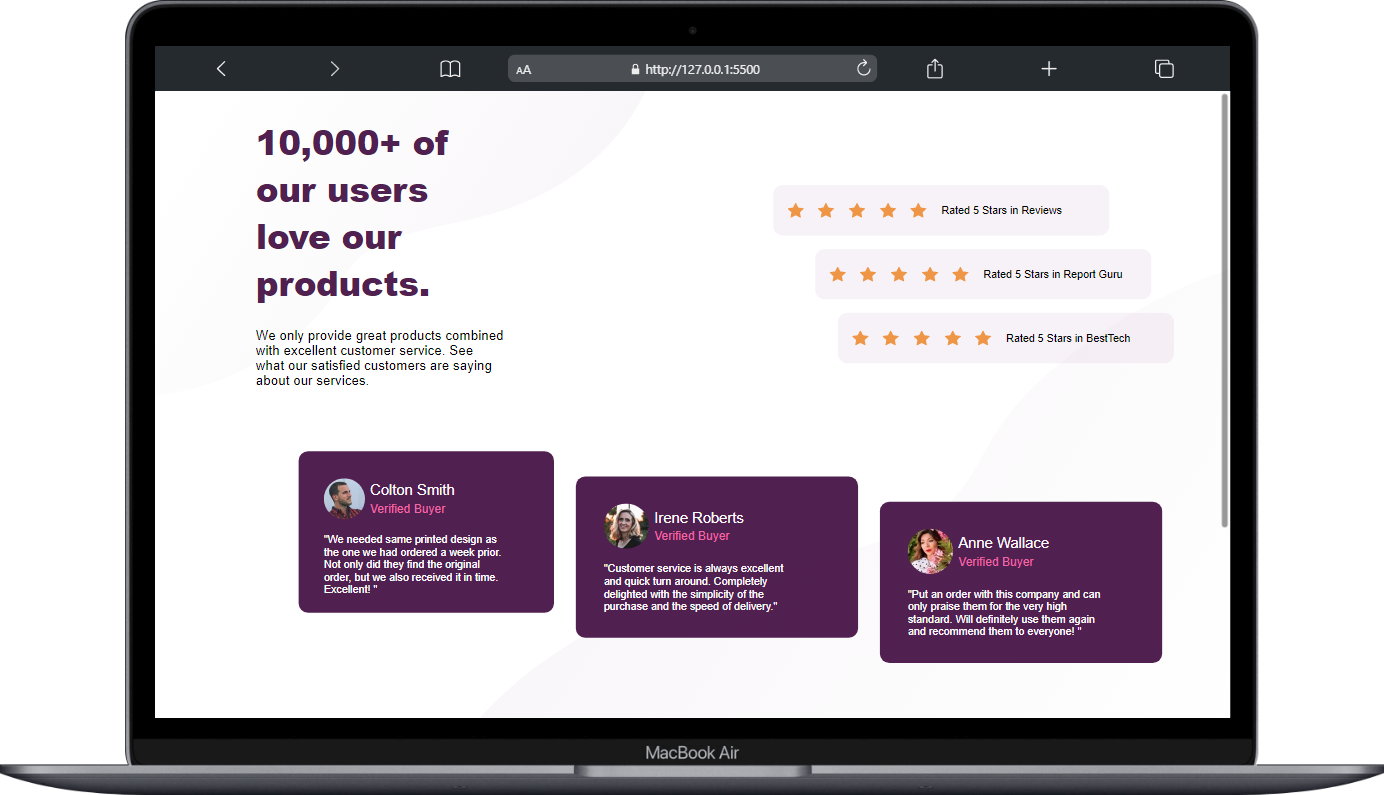 AA
http://127.0.0.1:5500
10,000+ of
our users
love our
products.
We only provide great products combined
with excellent customer service. See
what our satisfied customers are saying
about our services.
Rated 5 Stars in Reviews
Rated 5 Stars in Report Guru
Rated 5 Stars in BestTech
Colton Smith
Verified Buyer
"We needed same printed design as
the one we had ordered a week prior.
Not only did they find the original
order, but we also received it in time.
Excellent! "
Irene Roberts
Verified Buyer
"Customer service is always excellent
and quick turn around. Completely
delighted with the simplicity of the
purchase and the speed of delivery."
Anne Wallace
Verified Buyer
"Put an order with this company and can
only praise them for the very high
standard. Will definitely use them again
and recommend them to everyone! "
MacBook Air